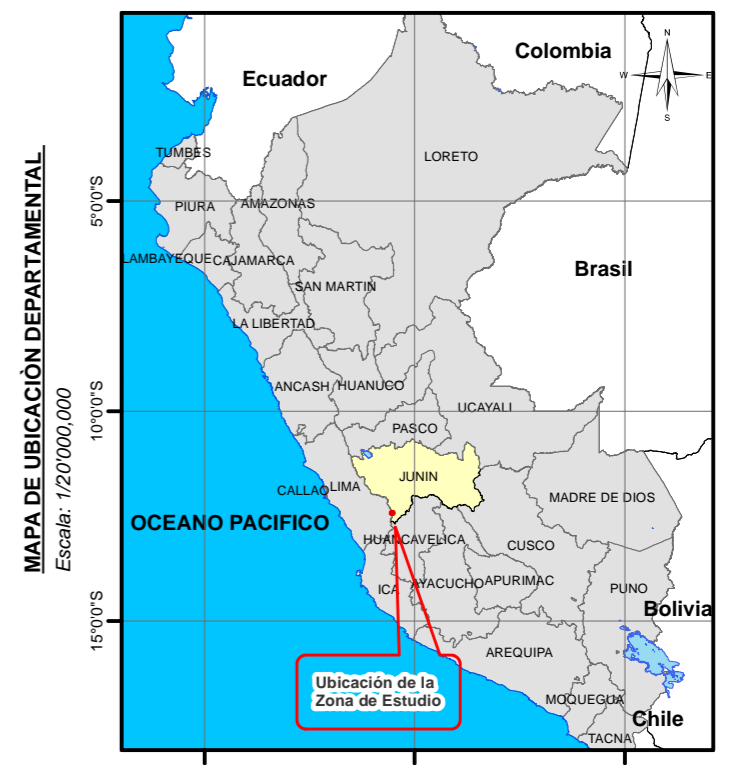 MAPA DE UBICACIÒN DEPARTAMENTAL
Escala: 1/20'000,000
Colombia
N
Ecuador
W
E
S
TUMBES
LORETO
5°0'0"S
PIURA
AMAZONAS
LAMBAYEQUE
CAJAMARCA
Brasil
SAN MARTIN
LA LIBERTAD
ANCASH
HUANUCO
UCAYALI
10°0'0"S
PASCO
JUNIN
CALLAO
LIMA
MADRE DE DIOS
OCEANO PACIFICO
HUANCAVELICA
CUSCO
ICA
AYACUCHO
APURIMAC
PUNO
Bolivia
15°0'0"S
AREQUIPA
Ubicación de la
Zona de Estudio
MOQUEGUA
Chile
TACNA